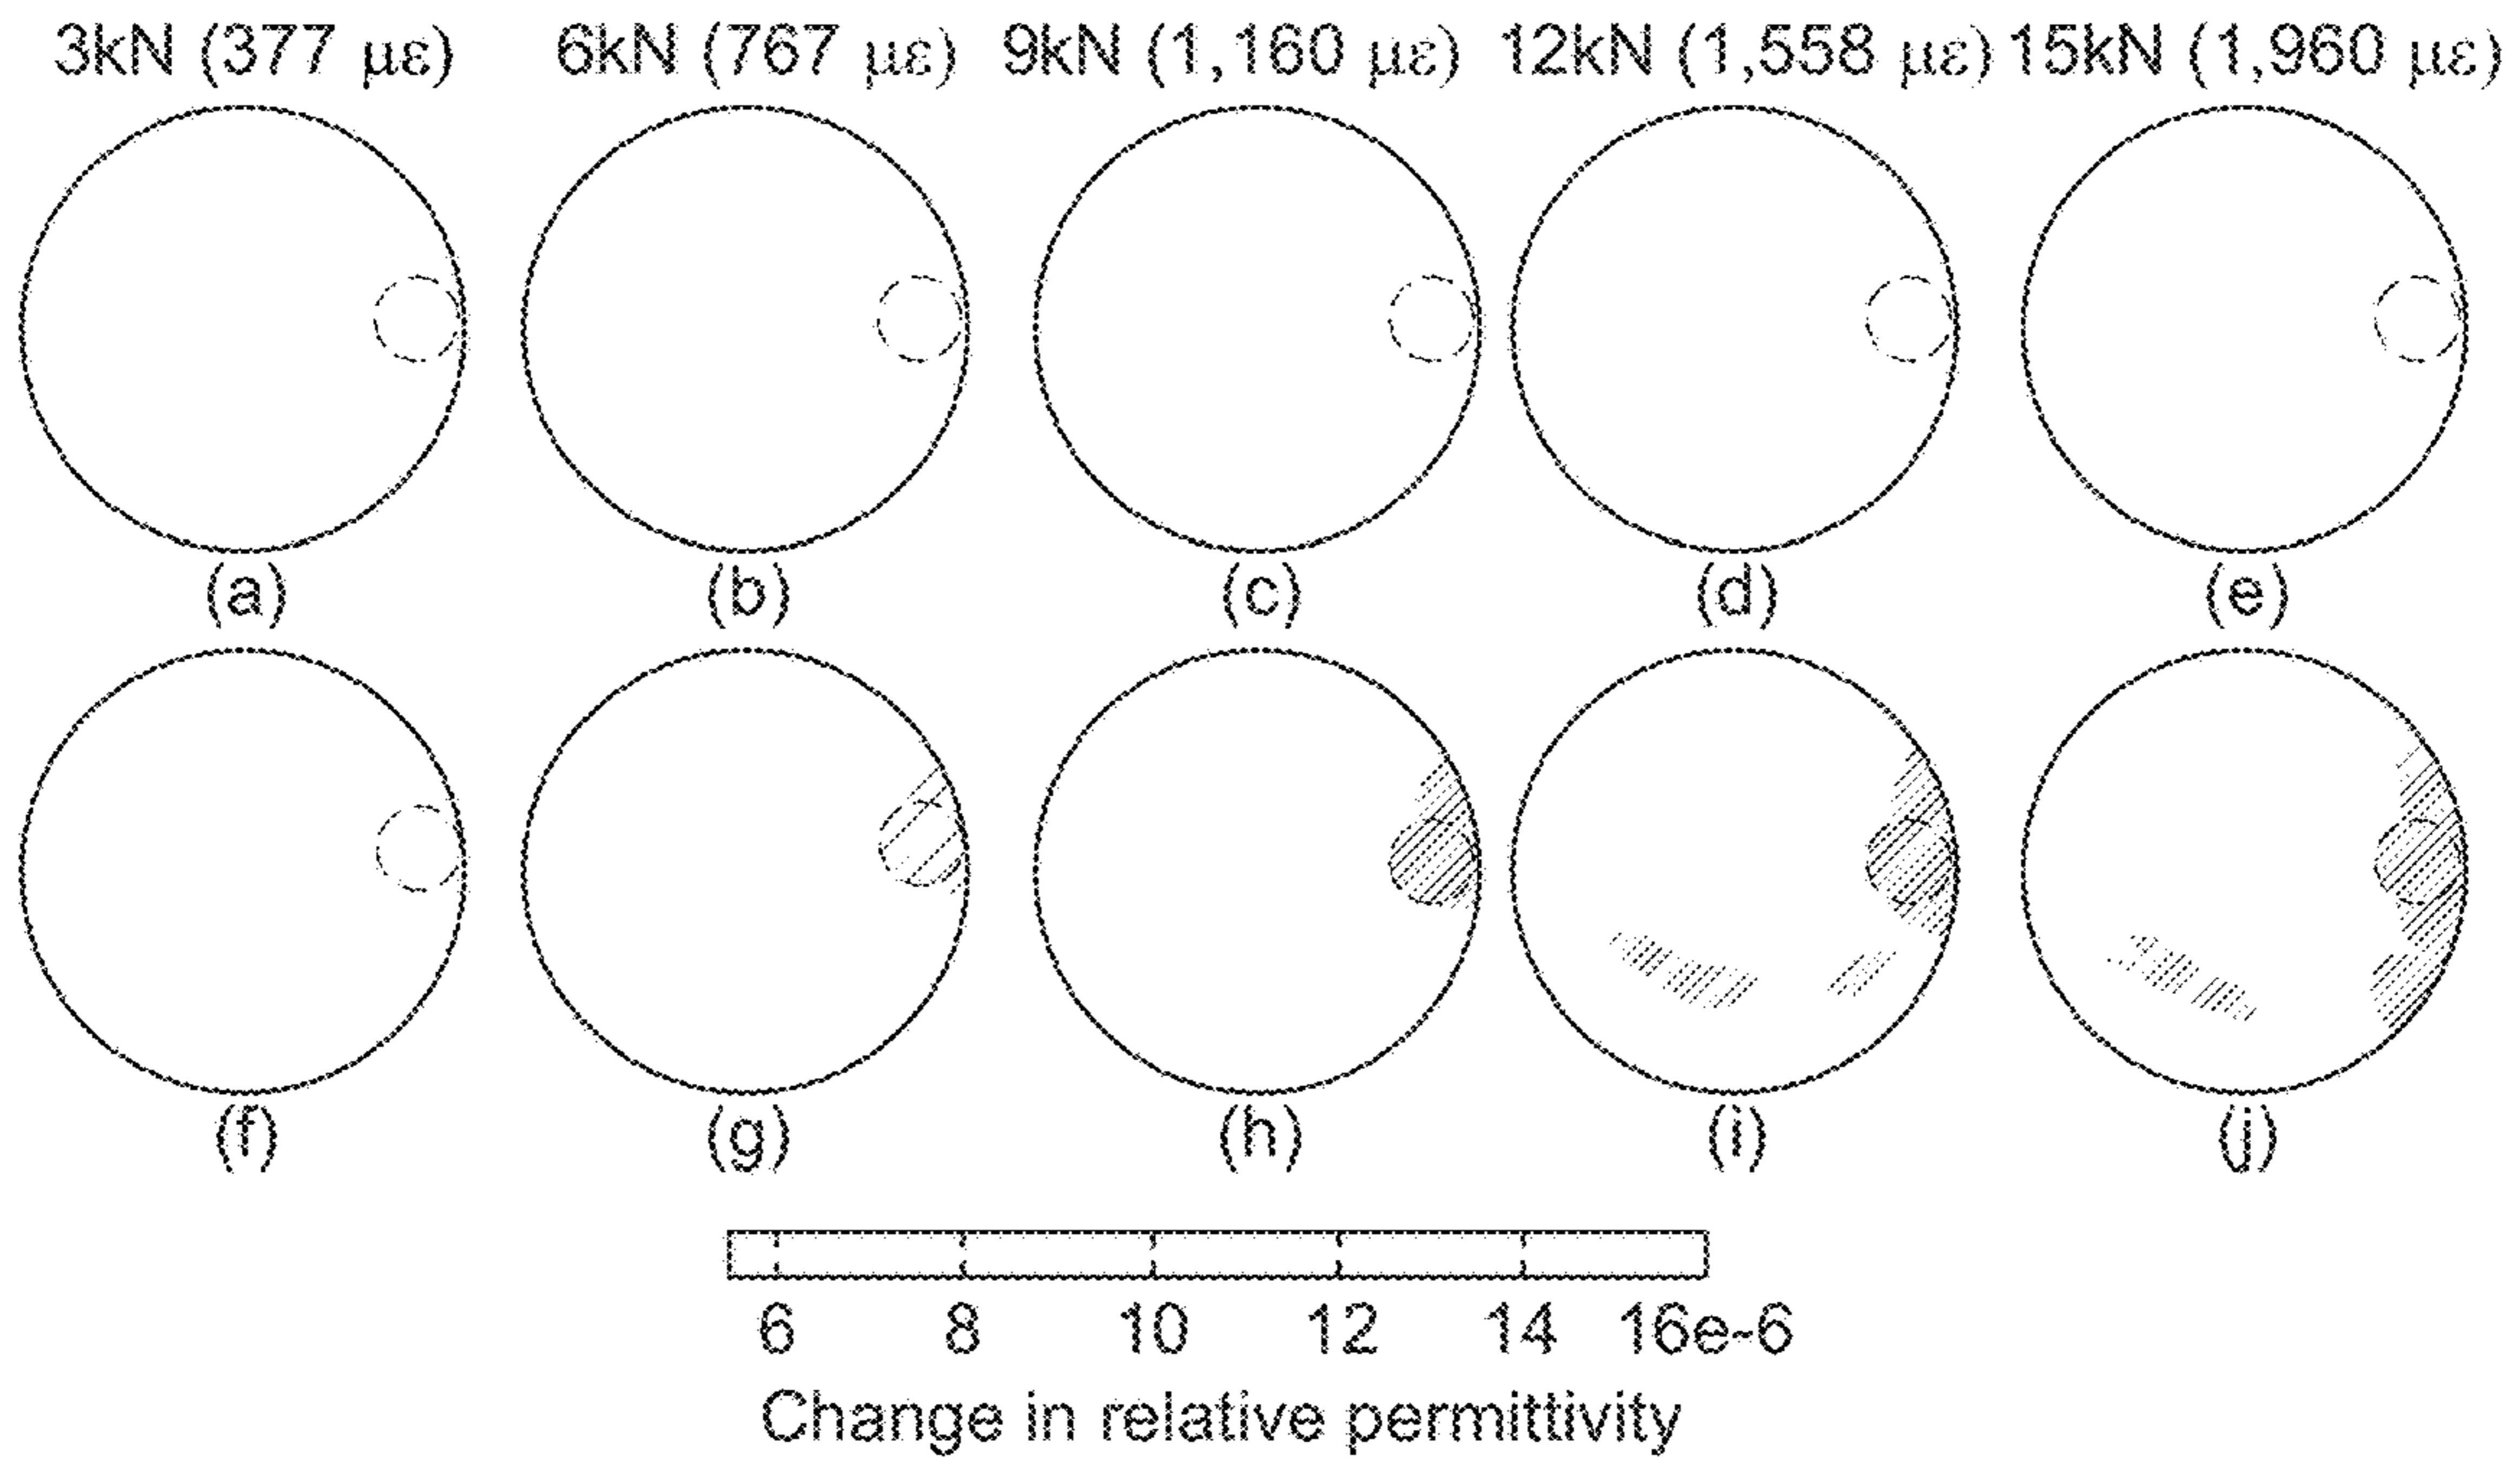 3kN (377 με) 6kN (767 με) 9kN (1,160 με) 12kN (1,558 με) 15kN (1,960 με)
(a) (b) (c) (d) (e)
(f) (g) (h) (i) (j)
6 8 10 12 14 16e-6
Change in relative permittivity